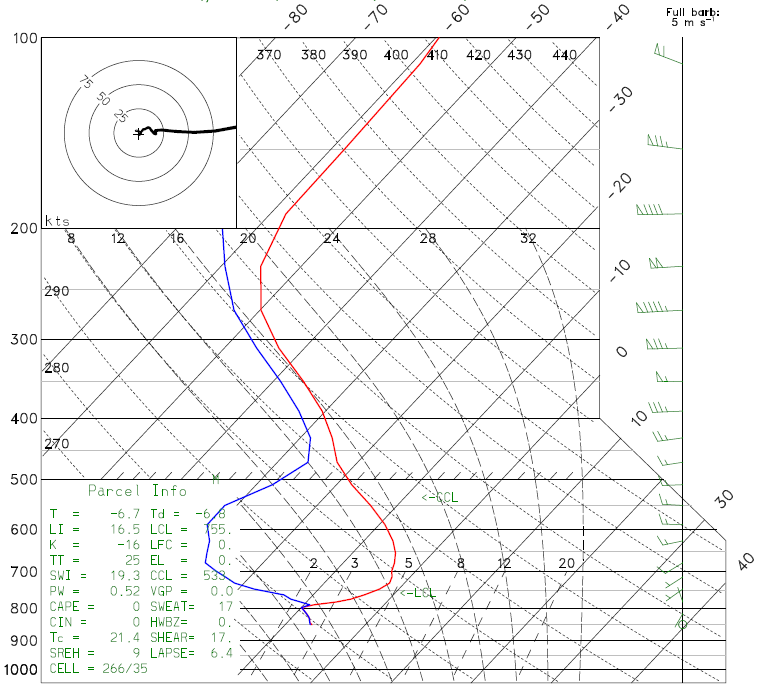 -80 -70 -60 -50 -40
Full barb:
5 m s⁻¹
100
370 380 390 400 410 420 430 440
75
50
25
-30
-20
kts
200
8 12 16 20 24 28 32
-10
290
300
0
280
400
10
270
500
<-CCL
30
Parcel Info
T = -6.7 Td = -6.8
LI = 16.5 LCL = 755.
600
K = -16 LFC = 0.
TT = 25 EL = 0.
40
2 3 5 8 12 20
700
SWI = 19.3 CCL = 533.
PW = 0.52 VGP = 0.0
<-LCL
800
CAPE = 0 SWEAT= 17
CIN = 0 HWBZ= 0.
Tc = 21.4 SHEAR= 17.
900
SREH = 9 LAPSE= 6.4
CELL = 266/35
1000